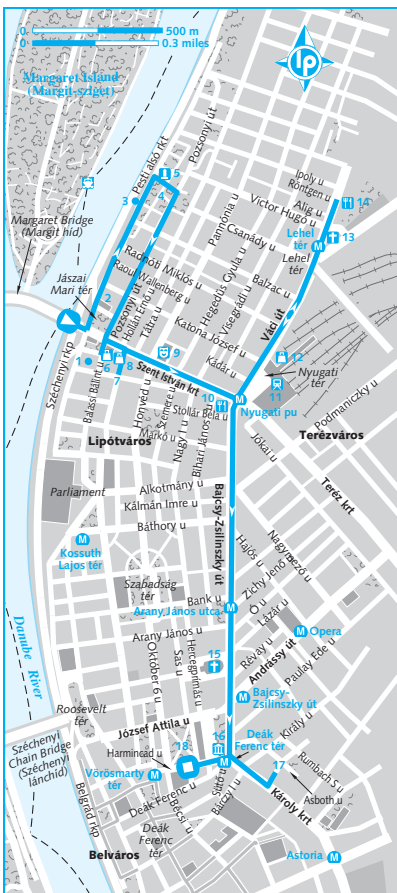 0 500 m
0 0.3 miles
lp
Margaret Island
(Margit-sziget)
Pesti alsó rkt
Pozsonyi út
5
4
3
Ipoly u
Röntgen u
Alig u
Victor Hugó u
14
13
Pannónia u
Csanády u
Lehel
tér
M
Lehel
tér
Margaret Bridge
(Margit híd)
Radnóti Miklós u
Raoul Wallenberg u
Hegedűs Gyula u
Visegrádi u
Balzac u
Jászai
Mari tér
2
Pozsonyi út
Hollán Ernő u
Tátra u
Katona József u
Váci út
Kádár u
12
Nyugati
tér
11
Széchenyi rkp
1
6
7
8
9
Szent István krt
Balassi Bálint u
Honvéd u
Szemere u
Nagy I u
Bihari János u
10
Stollár Béla u
Markó u
M
Nyugati pu
Podmaniczky u
Lipótváros
Terézváros
Jókai u
Teréz krt
Parliament
Alkotmány u
Kálmán Imre u
Báthory u
Bajcsy-Zsilinszky út
M
Kossuth
Lajos tér
Hajós u
Nagymező u
Zichy Jenő u
Ó u
Lázár u
Szabadság
tér
Bank u
Arany János utca
M
Danube
River
Arany János u
Október 6 u
Sas u
Hercegprímás u
15
Révay u
Andrássy út
M Opera
Paulay Ede u
M Bajcsy-
Zsilinszky út
Király u
Roosevelt
tér
József Attila u
16
Deák
Ferenc tér
Széchenyi
Chain Bridge
(Széchenyi
lánchíd)
Harmincad u
18
M
17
Rumbach S u
Vörösmarty
tér
M
Belgrád rkp
Deák Ferenc u
Bécsi u
Sütő u
Bárczy I u
Károly krt
Asboth u
Deák
Ferenc
tér
Belváros
Astoria M